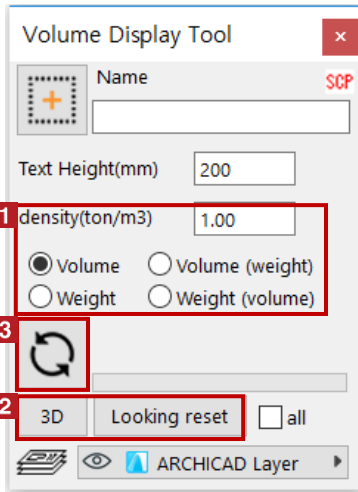 Volume Display Tool ×
Name SCP
Text Height(mm) 200
1 density(ton/m3) 1.00
Volume Volume (weight)
Weight Weight (volume)
3
2 3D Looking reset all
ARCHICAD Layer